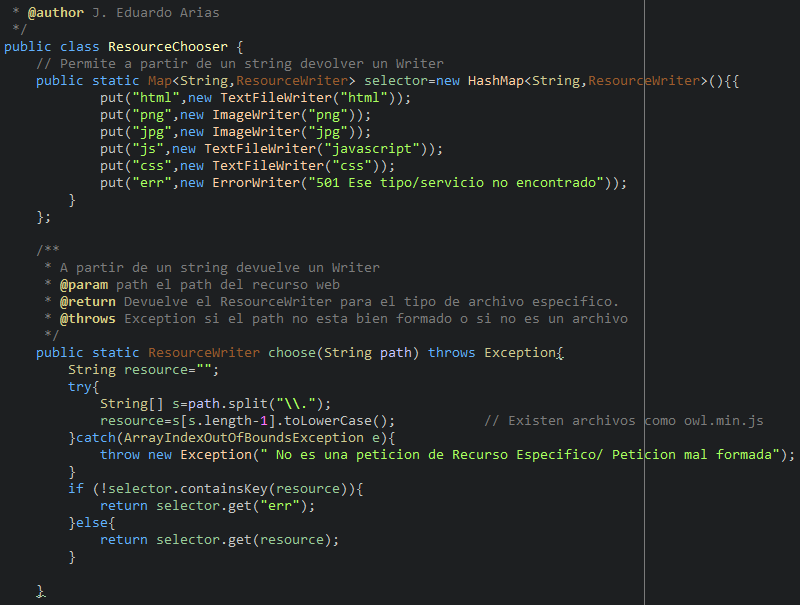 * @author J. Eduardo Arias
*/
public class ResourceChooser {
// Permite a partir de un string devolver un Writer
public static Map<String,ResourceWriter> selector=new HashMap<String,ResourceWriter>(){{
put("html",new TextFileWriter("html"));
put("png",new ImageWriter("png"));
put("jpg",new ImageWriter("jpg"));
put("js",new TextFileWriter("javascript"));
put("css",new TextFileWriter("css"));
put("err",new ErrorWriter("501 Ese tipo/servicio no encontrado"));
}
};
/**
* A partir de un string devuelve un Writer
* @param path el path del recurso web
* @return Devuelve el ResourceWriter para el tipo de archivo especifico.
* @throws Exception si el path no esta bien formado o si no es un archivo
*/
public static ResourceWriter choose(String path) throws Exception{
String resource="";
try{
String[] s=path.split("\\.");
resource=s[s.length-1].toLowerCase(); // Existen archivos como owl.min.js
}catch(ArrayIndexOutOfBoundsException e){
throw new Exception(" No es una peticion de Recurso Especifico/ Peticion mal formada");
}
if (!selector.containsKey(resource)){
return selector.get("err");
}else{
return selector.get(resource);
}
}